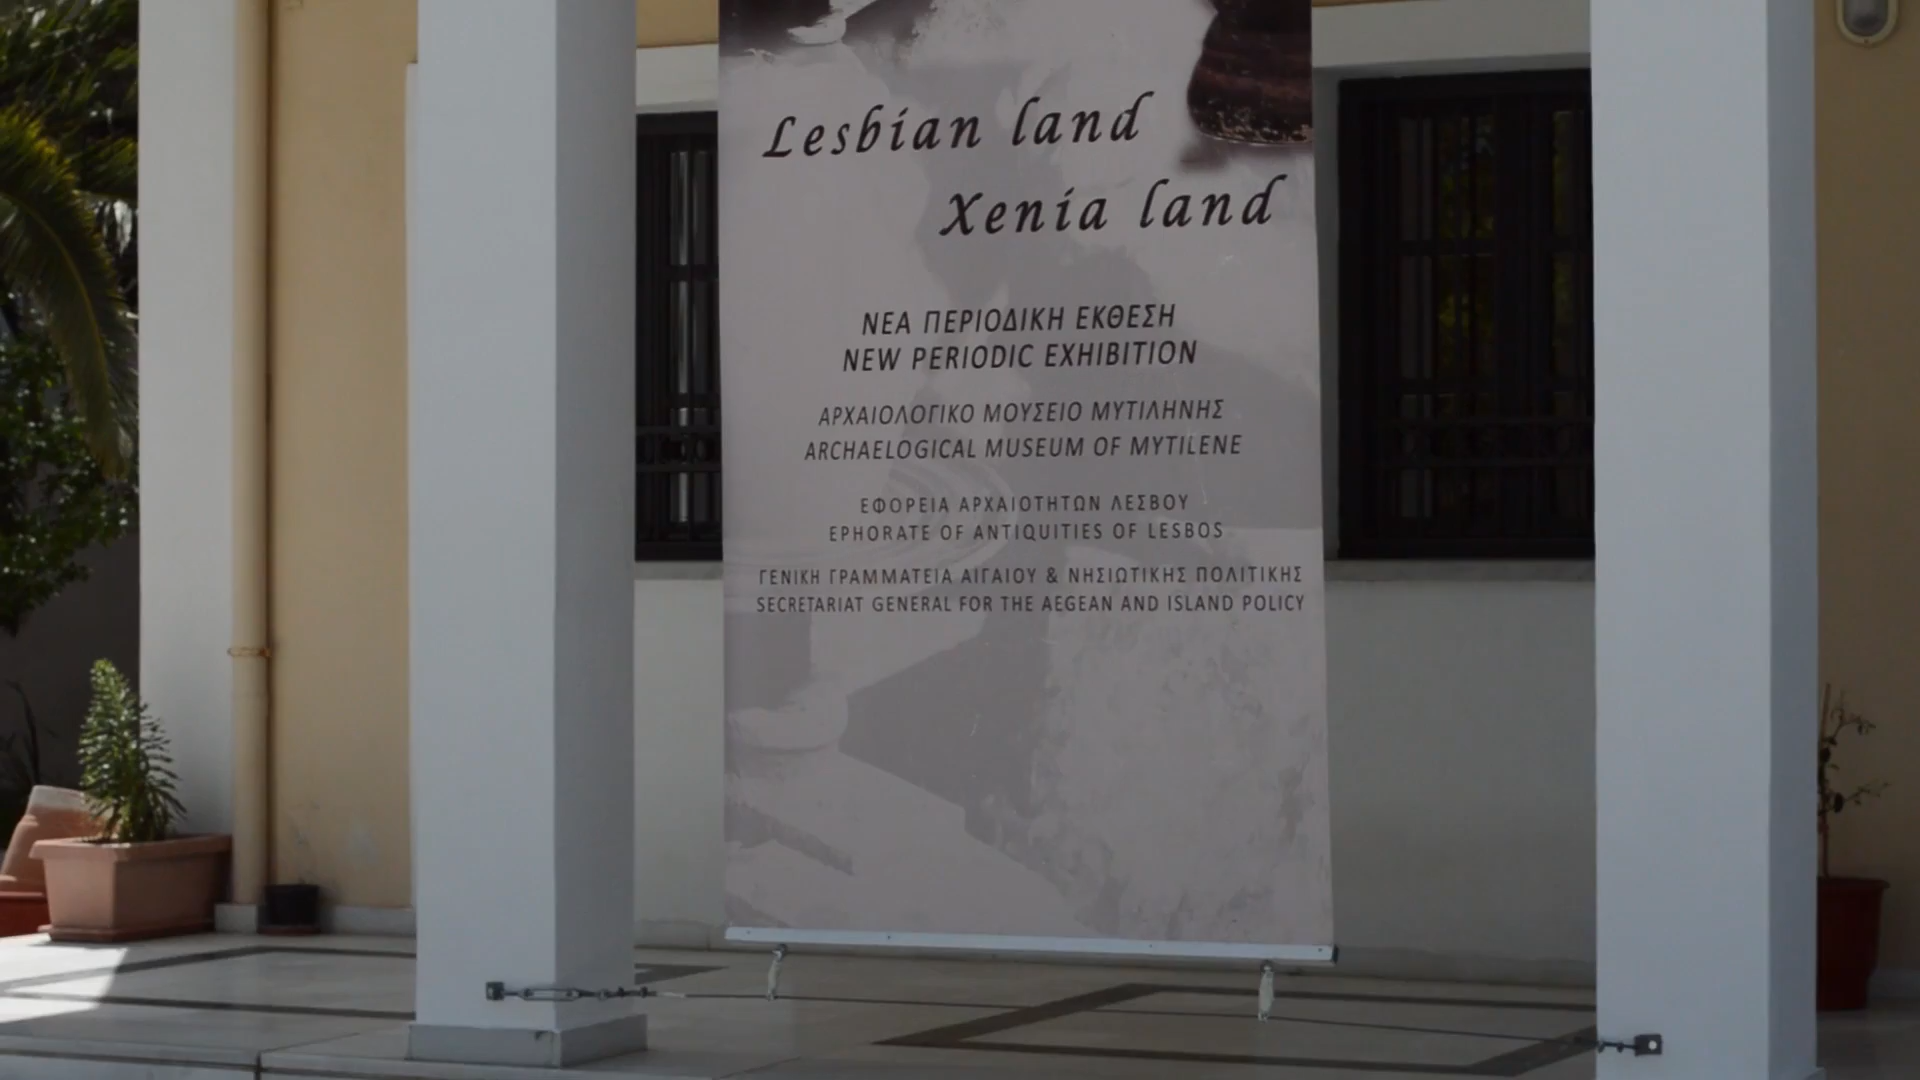 Lesbian land
Xenia land
ΝΕΑ ΠΕΡΙΟΔΙΚΗ ΕΚΘΕΣΗ
NEW PERIODIC EXHIBITION
ΑΡΧΑΙΟΛΟΓΙΚΟ ΜΟΥΣΕΙΟ ΜΥΤΙΛΗΝΗΣ
ARCHAELOGICAL MUSEUM OF MYTILENE
ΕΦΟΡΕΙΑ ΑΡΧΑΙΟΤΗΤΩΝ ΛΕΣΒΟΥ
EPHORATE OF ANTIQUITIES OF LESBOS
ΓΕΝΙΚΗ ΓΡΑΜΜΑΤΕΙΑ ΑΙΓΑΙΟΥ & ΝΗΣΙΩΤΙΚΗΣ ΠΟΛΙΤΙΚΗΣ
SECRETARIAT GENERAL FOR THE AEGEAN AND ISLAND POLICY